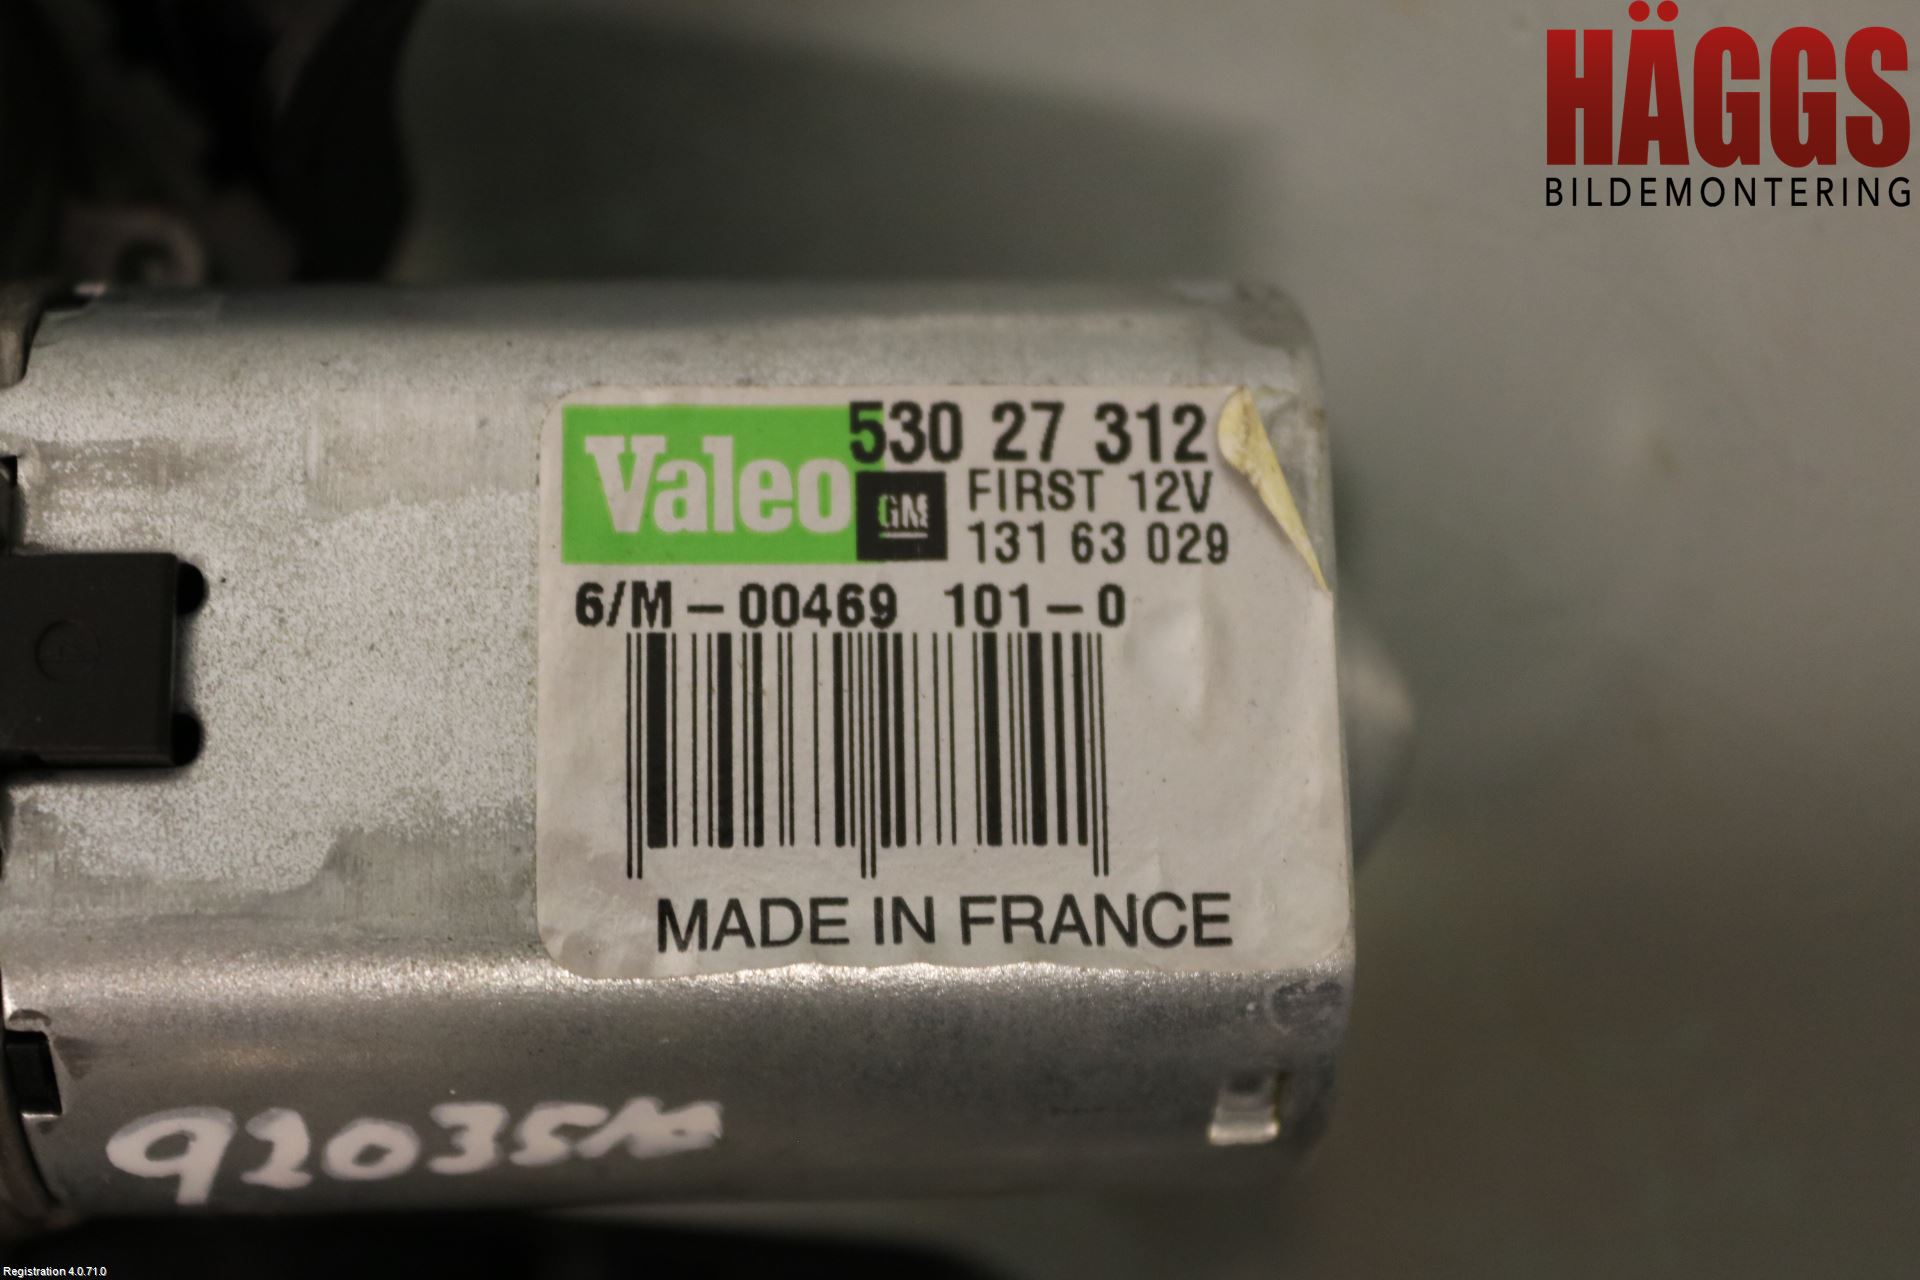 HÄGGS
BILDEMONTERING
Valeo 530 27 312
GM FIRST 12V
131 63 029
6/M-00469 101-0
MADE IN FRANCE
92035
Registration 4.0.71.0